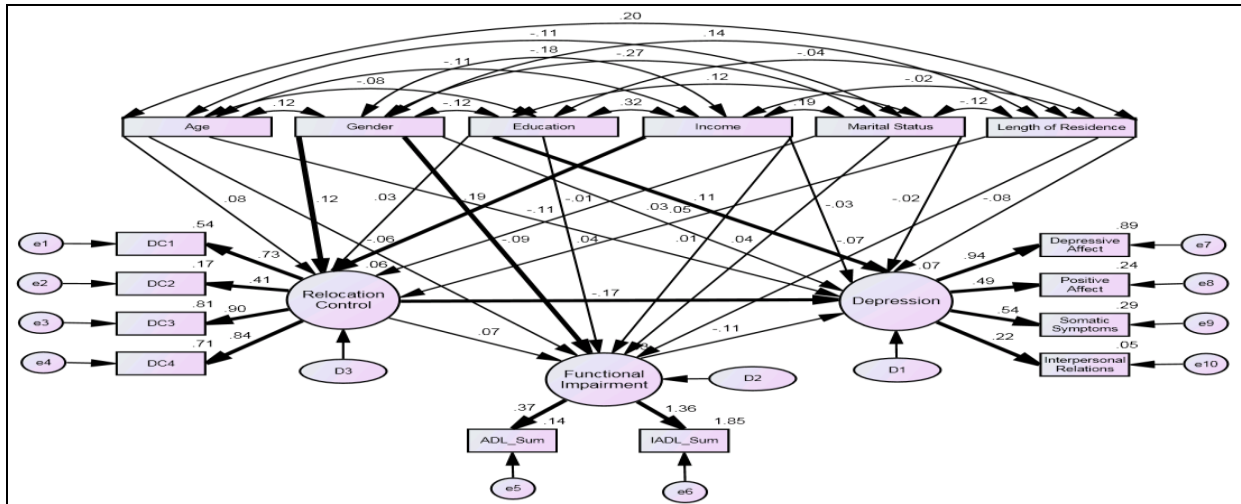 .20
-.11
.14
-.18
-.27
-.04
-.11
-.08
.12
-.02
.12
-.12
.32
.19
-.12
Age
Gender
Education
Income
Marital Status
Length of Residence
.08
.12
.03
.19
-.11
-.01
.03
.05
.11
-.03
-.02
-.08
-.06
-.09
.04
.01
.04
-.07
.06
.07
e1
DC1
.54
.73
e2
DC2
.17
.41
e3
DC3
.81
.90
e4
DC4
.71
.84
Relocation
Control
-.17
Depression
.07
-.11
D3
Functional
Impairment
D2
D1
.94
.89
Depressive
Affect
e7
.49
.24
Positive
Affect
e8
.54
.29
Somatic
Symptoms
e9
.22
.05
Interpersonal
Relations
e10
.37
.14
1.36
1.85
ADL_Sum
IADL_Sum
e5
e6